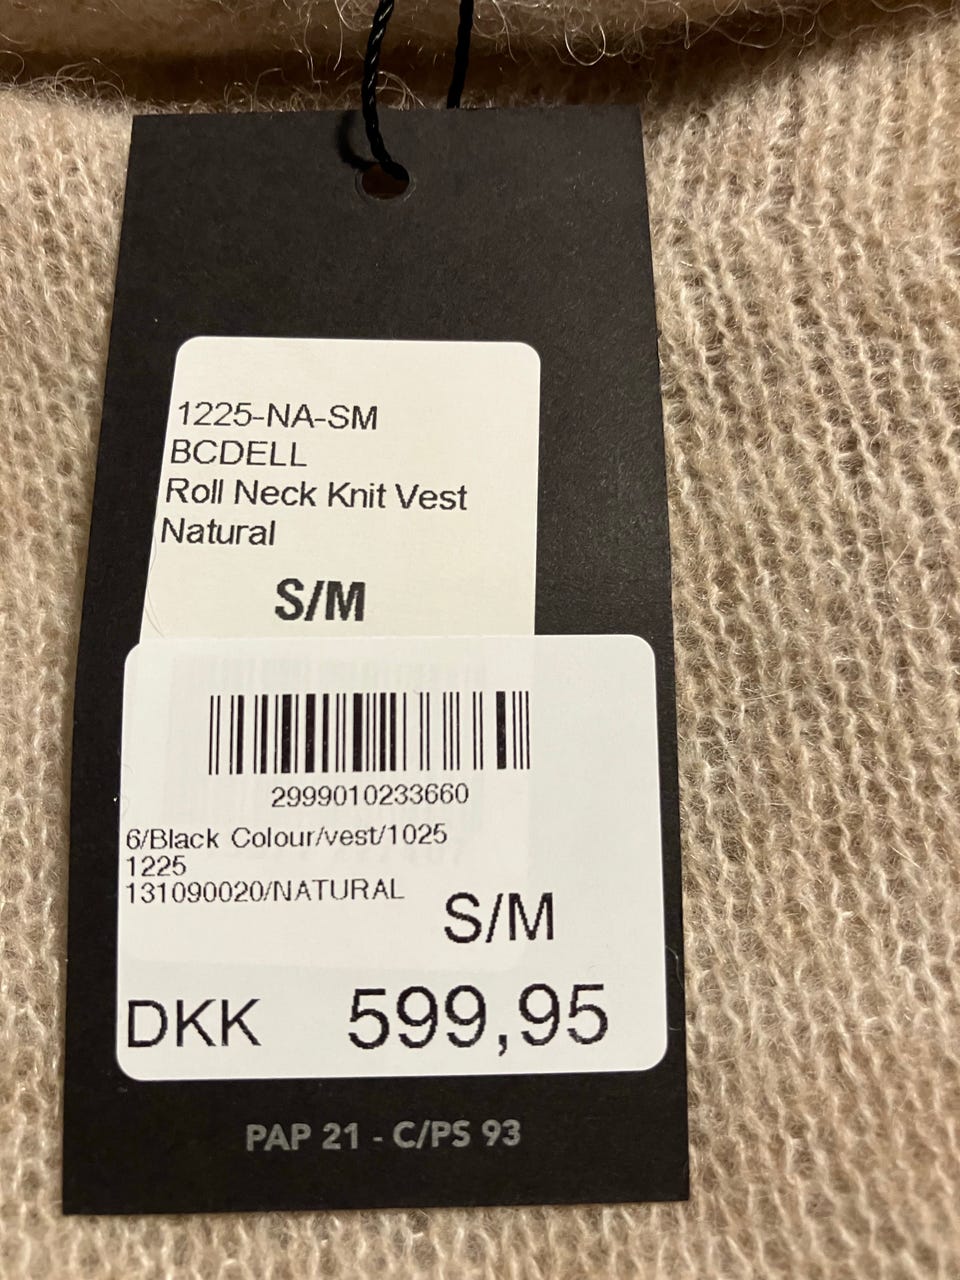 1225-NA-SM
BCDELL
Roll Neck Knit Vest
Natural
S/M
2999010233660
6/Black Colour/vest/1025
1225
131090020/NATURAL
S/M
DKK 599,95
PAP 21 - C/PS 93